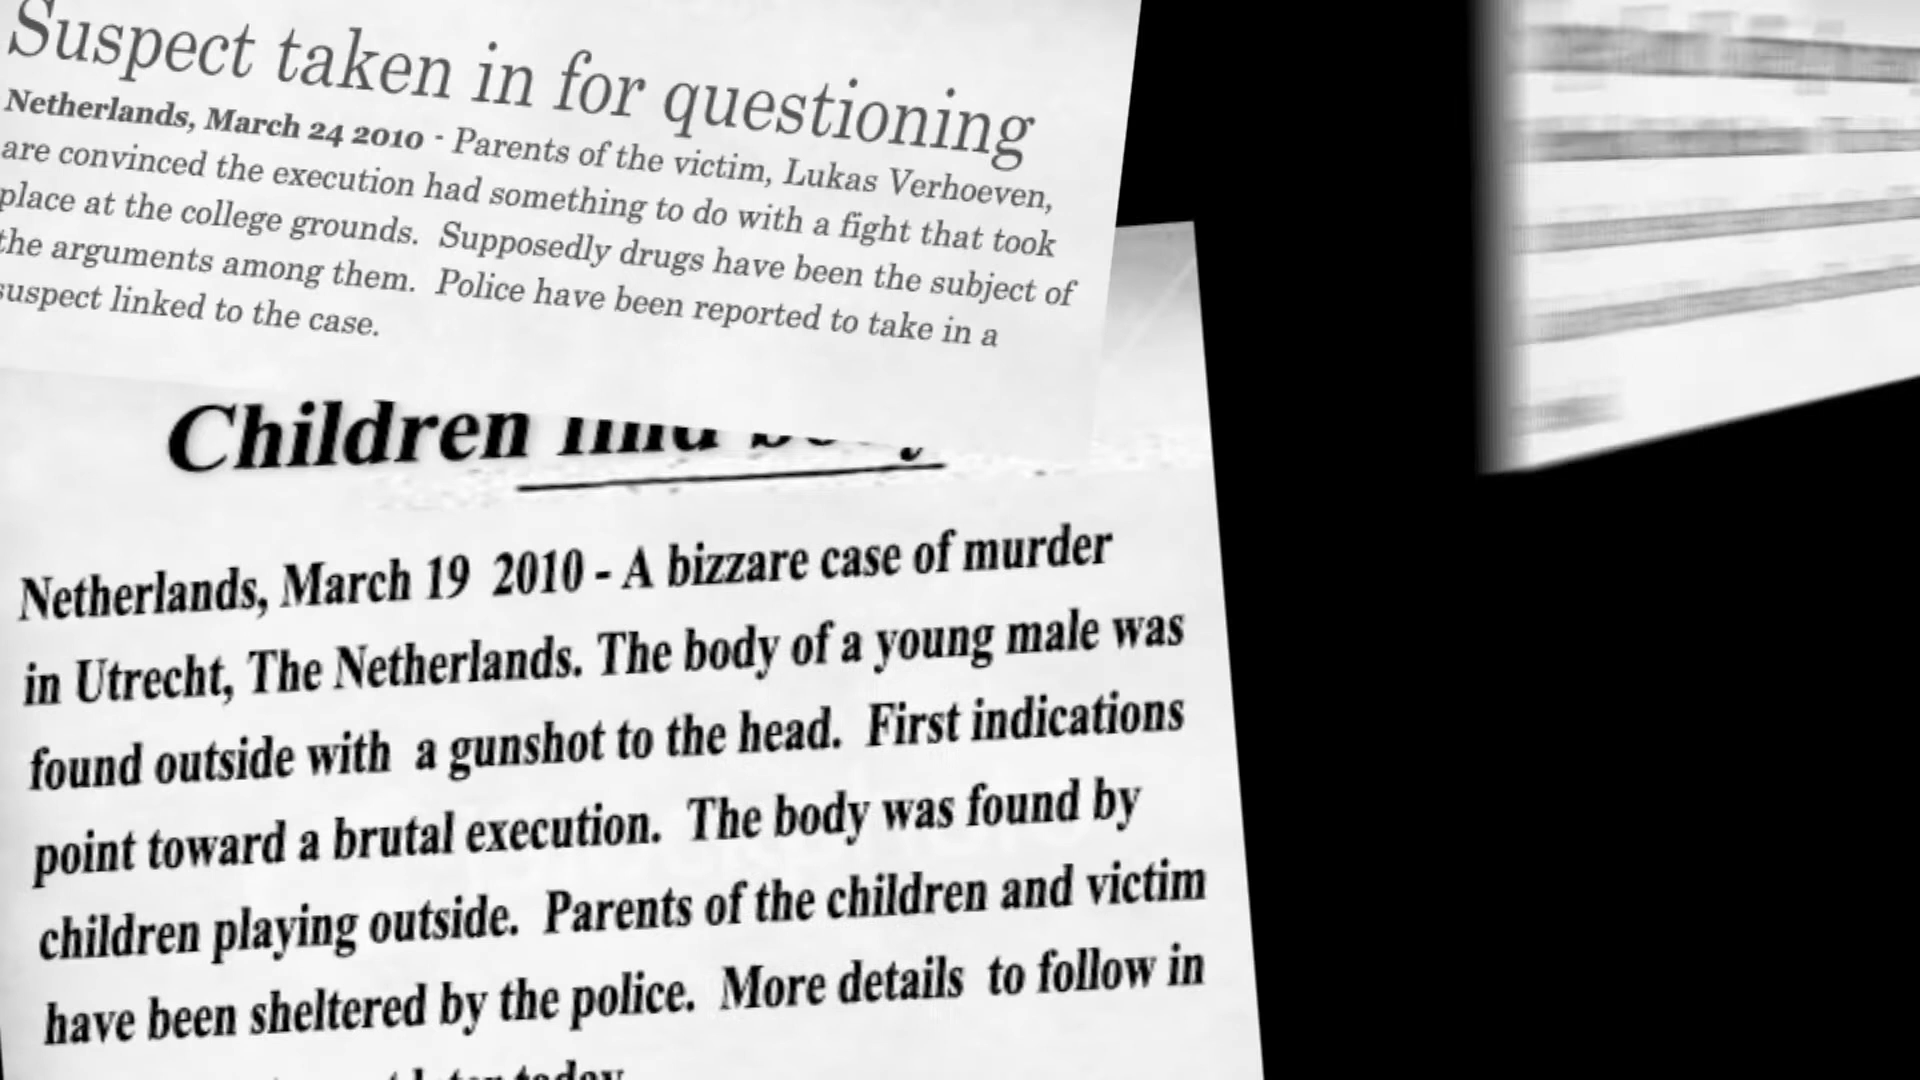 Suspect taken in for questioning
Netherlands, March 24 2010 - Parents of the victim, Lukas Verhoeven,
are convinced the execution had something to do with a fight that took
place at the college grounds. Supposedly drugs have been the subject of
the arguments among them. Police have been reported to take in a
suspect linked to the case.
Children find body
Netherlands, March 19 2010 - A bizzare case of murder
in Utrecht, The Netherlands. The body of a young male was
found outside with a gunshot to the head. First indications
point toward a brutal execution. The body was found by
children playing outside. Parents of the children and victim
have been sheltered by the police. More details to follow in
later today